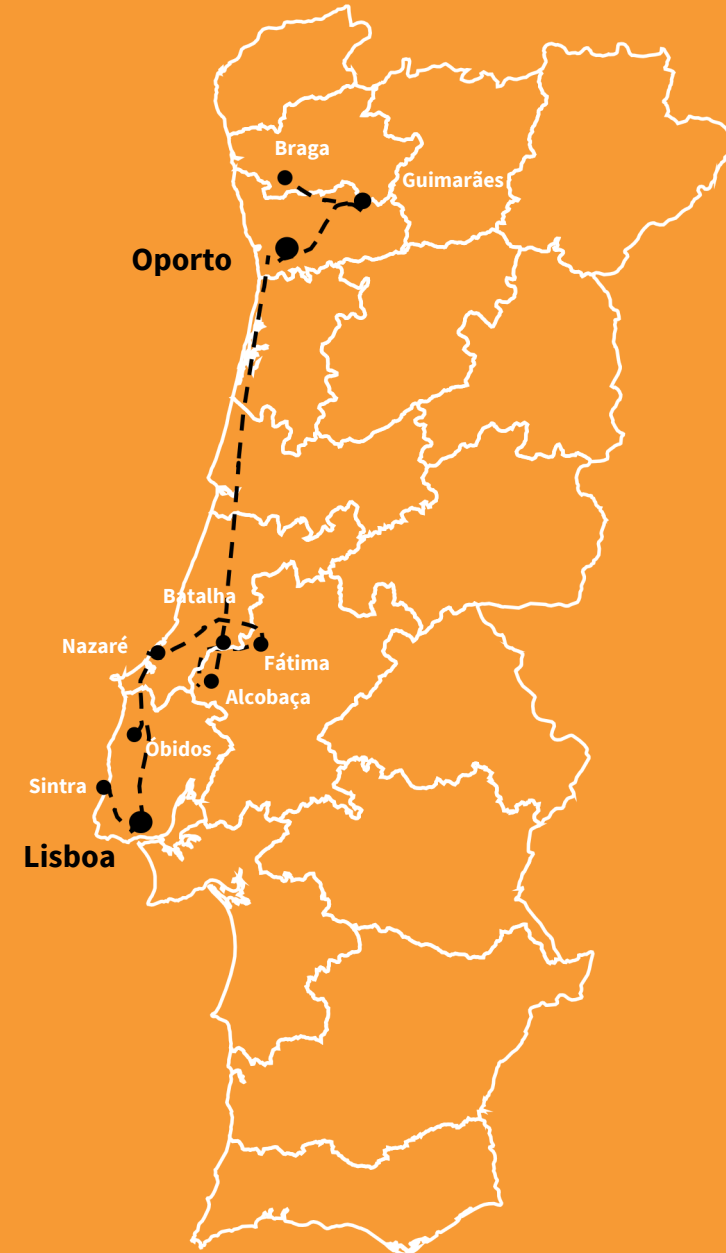 Braga
Guimarães
Oporto
Batalha
Nazaré
Fátima
Alcobaça
Óbidos
Sintra
Lisboa